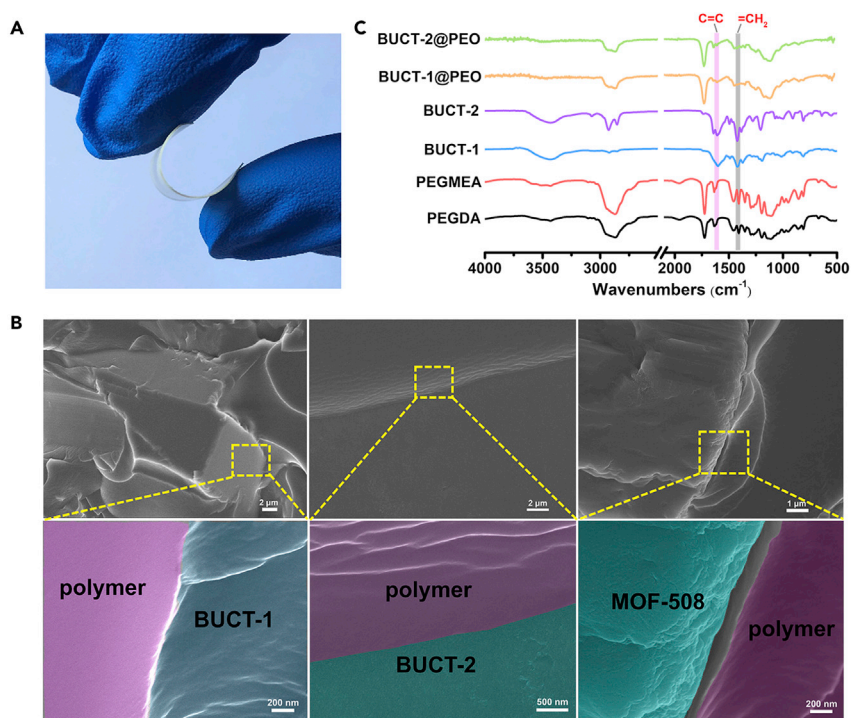 A
C
C=C =CH₂
BUCT-2@PEO
BUCT-1@PEO
BUCT-2
BUCT-1
PEGMEA
PEGDA
4000 3500 3000 2000 1500 1000 500
Wavenumbers (cm⁻¹)
B
2 μm
2 μm
1 μm
polymer
BUCT-1
200 nm
polymer
BUCT-2
500 nm
MOF-508
polymer
200 nm